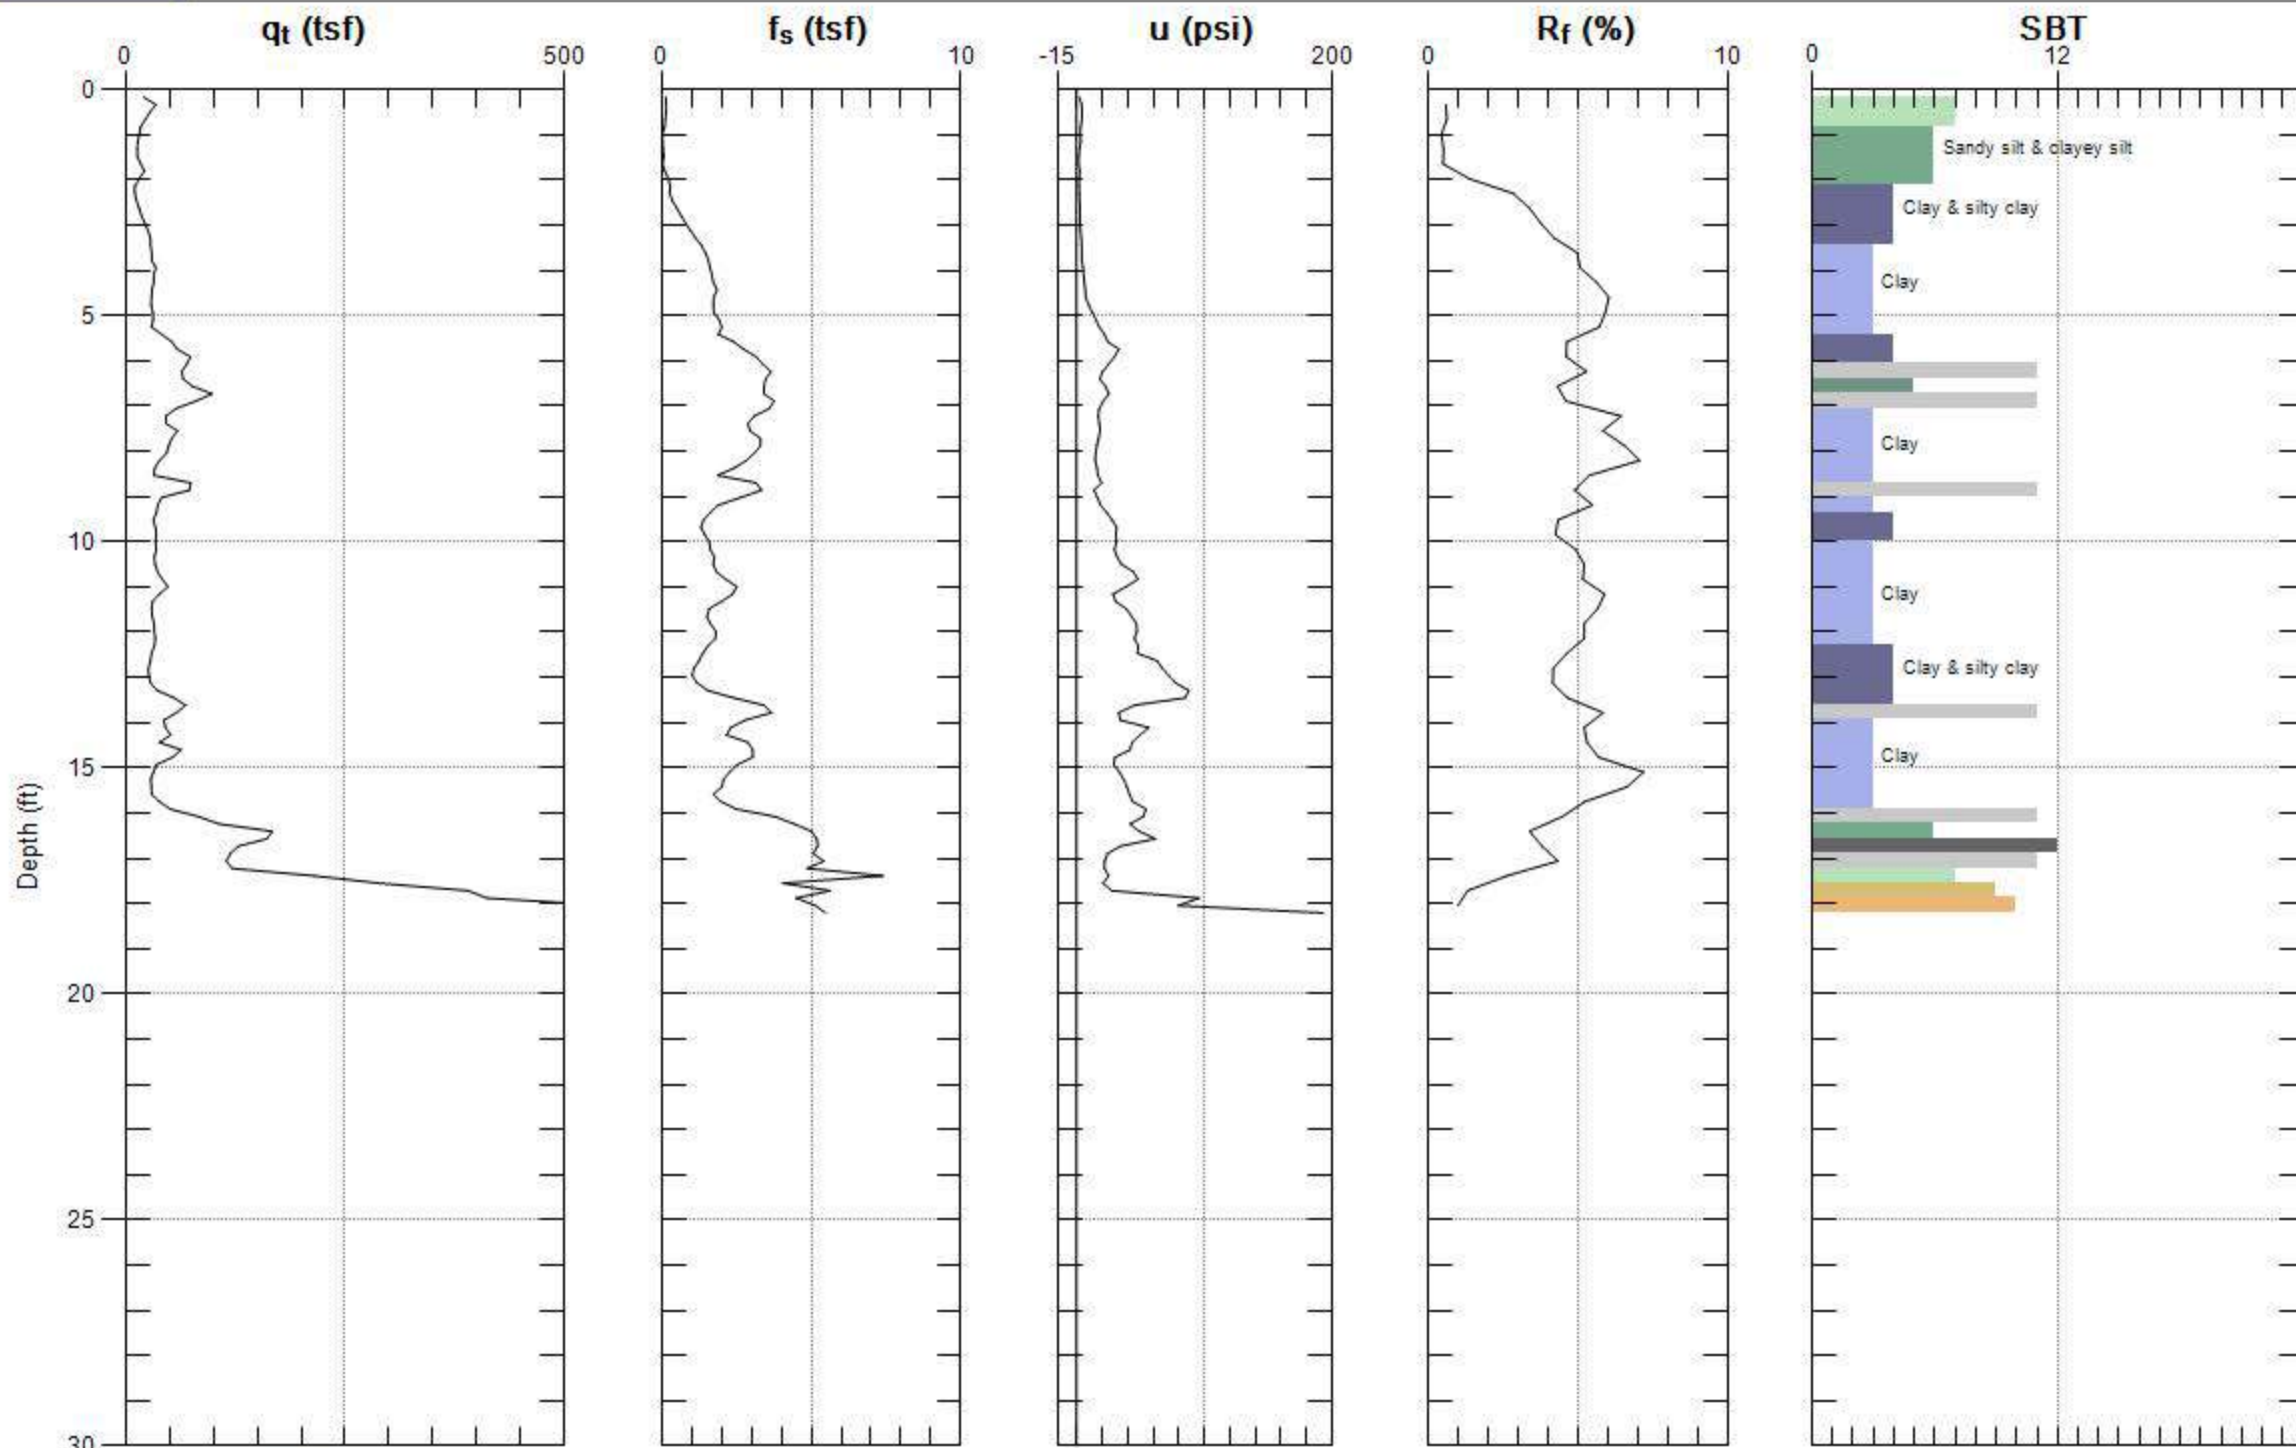 qt (tsf) fs (tsf) u (psi) Rf (%) SBT
0 500 0 10 -15 200 0 10 0 12
0
Sandy silt & clayey silt
Clay & silty clay
Clay
5
Clay
10
Clay
Clay & silty clay
Clay
15
Depth (ft)
20
25
30